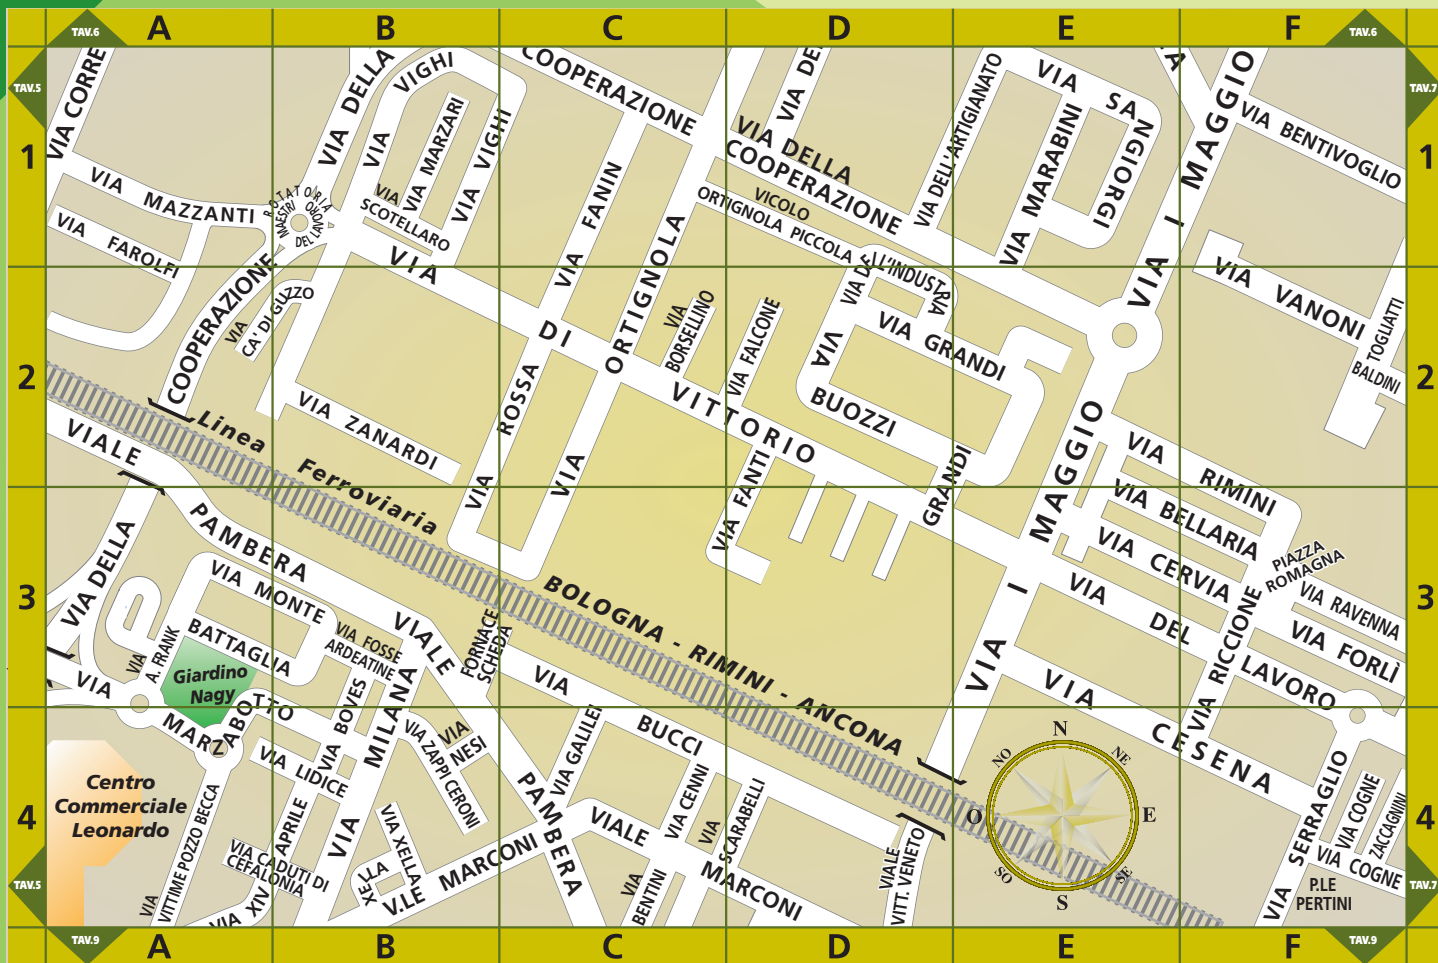 TAV.6
A
B
C
D
E
F
TAV.6
TAV.5
TAV.7
1
1
VIA CORRE
VIA DELLA
VIGHI
VIA
VIA MARZARI
VIA VIGHI
COOPERAZIONE
VIA DE
VIA DELLA
COOPERAZIONE
VIA DELL'ARTIGIANATO
VIA SANGIORGI
VIA MARABINI
VIA I MAGGIO
VIA BENTIVOGLIO
VIA MAZZANTI
ROTATORIA
MAESTRI
DEL LAVORO
VIA
SCOTELLARO
VIA FANIN
VICOLO
ORTIGNOLA PICCOLA
VIA FAROLFI
VIA
DI
VITTORIO
ORTIGNOLA
VIA DELL'INDUSTRIA
VIA VANONI
TOGLIATTI
BALDINI
COOPERAZIONE
VIA
CA' DI GUZZO
VIA
BORSELLINO
VIA FALCONE
VIA GRANDI
VIA
BUOZZI
2
2
VIALE
Linea
Ferroviaria
VIA ZANARDI
ROSSA
VIA
VIA
VIA FANTI
GRANDI
MAGGIO
I
VIA
VIA RIMINI
VIA BELLARIA
VIA CERVIA
PIAZZA
ROMAGNA
VIA RAVENNA
VIA FORLÌ
3
3
VIA DELLA
PAMBERA
VIA MONTE
BATTAGLIA
VIA
A. FRANK
Giardino
Nagy
VIA FOSSE
ARDEATINE
VIALE
FORNACE
SCHEDA
BOLOGNA - RIMINI - ANCONA
VIA DEL LAVORO
VIA RICCIONE
VIA CESENA
VIA
MARZABOTTO
VIA BOVES
MILANA
VIA
VIA ZAPPI CERONI
VIA
NESI
VIA
BUCCI
VIA GALILEI
Centro
Commerciale
Leonardo
VIA LIDICE
VIA
VITTIME POZZO BECCA
VIA CADUTI DI
CEFALONIA
VIA XIV APRILE
VIA XELLA
XELLA
V.LE MARCONI
PAMBERA
VIALE
MARCONI
VIA CENNI
VIA
SCARABELLI
VIA
BENTINI
VIALE
VITT. VENETO
N
NE
E
SE
S
SO
O
NO
VIA SERRAGLIO
VIA COGNE
ZACCAGNINI
VIA COGNE
P.LE
PERTINI
4
4
TAV.5
TAV.7
TAV.9
A
B
C
D
E
F
TAV.9